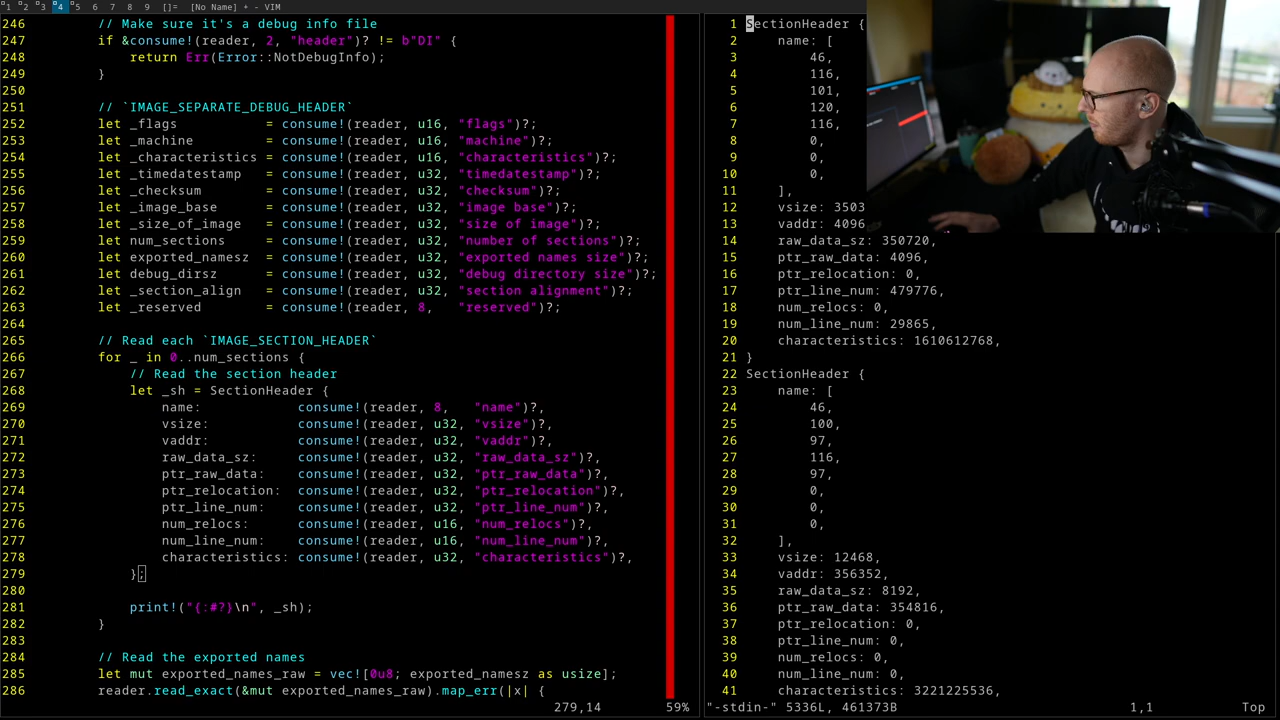 1 2 3 4 5 6 7 8 9 []= [No Name] + - VIM
246 // Make sure it's a debug info file
247 if &consume!(reader, 2, "header")? != b"DI" {
248 return Err(Error::NotDebugInfo);
249 }
250
251 // `IMAGE_SEPARATE_DEBUG_HEADER`
252 let _flags = consume!(reader, u16, "flags")?;
253 let _machine = consume!(reader, u16, "machine")?;
254 let _characteristics = consume!(reader, u16, "characteristics")?;
255 let _timedatestamp = consume!(reader, u32, "timedatestamp")?;
256 let _checksum = consume!(reader, u32, "checksum")?;
257 let _image_base = consume!(reader, u32, "image base")?;
258 let _size_of_image = consume!(reader, u32, "size of image")?;
259 let num_sections = consume!(reader, u32, "number of sections")?;
260 let exported_namesz = consume!(reader, u32, "exported names size")?;
261 let debug_dirsz = consume!(reader, u32, "debug directory size")?;
262 let _section_align = consume!(reader, u32, "section alignment")?;
263 let _reserved = consume!(reader, 8, "reserved")?;
264
265 // Read each `IMAGE_SECTION_HEADER`
266 for _ in 0..num_sections {
267 // Read the section header
268 let _sh = SectionHeader {
269 name: consume!(reader, 8, "name")?,
270 vsize: consume!(reader, u32, "vsize")?,
271 vaddr: consume!(reader, u32, "vaddr")?,
272 raw_data_sz: consume!(reader, u32, "raw_data_sz")?,
273 ptr_raw_data: consume!(reader, u32, "ptr_raw_data")?,
274 ptr_relocation: consume!(reader, u32, "ptr_relocation")?,
275 ptr_line_num: consume!(reader, u32, "ptr_line_num")?,
276 num_relocs: consume!(reader, u16, "num_relocs")?,
277 num_line_num: consume!(reader, u16, "num_line_num")?,
278 characteristics: consume!(reader, u32, "characteristics")?,
279 };
280
281 print!("{:#?}\n", _sh);
282 }
283
284 // Read the exported names
285 let mut exported_names_raw = vec![0u8; exported_namesz as usize];
286 reader.read_exact(&mut exported_names_raw).map_err(|x| {
279,14 59%
1 SectionHeader {
2 name: [
3 46,
4 116,
5 101,
6 120,
7 116,
8 0,
9 0,
10 0,
11 ],
12 vsize: 3503
13 vaddr: 4096
14 raw_data_sz: 350720,
15 ptr_raw_data: 4096,
16 ptr_relocation: 0,
17 ptr_line_num: 479776,
18 num_relocs: 0,
19 num_line_num: 29865,
20 characteristics: 1610612768,
21 }
22 SectionHeader {
23 name: [
24 46,
25 100,
26 97,
27 116,
28 97,
29 0,
30 0,
31 0,
32 ],
33 vsize: 12468,
34 vaddr: 356352,
35 raw_data_sz: 8192,
36 ptr_raw_data: 354816,
37 ptr_relocation: 0,
38 ptr_line_num: 0,
39 num_relocs: 0,
40 num_line_num: 0,
41 characteristics: 3221225536,
"-stdin-" 5336L, 461373B 1,1 Top